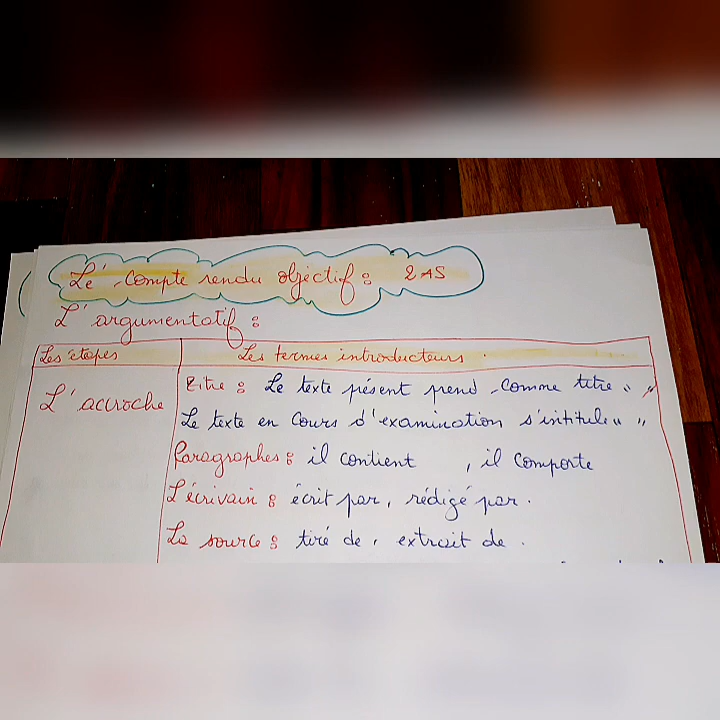 Le compte rendu objectif : 2 AS
L'argumentatif :
Les étapes
Les termes introducteurs
L'accroche
Titre : Le texte présent prend comme titre " "
Le texte en cours d'examination s'intitule " "
Paragraphes : il contient , il comporte
L'écrivain : écrit par, rédigé par.
La source : tiré de , extrait de .